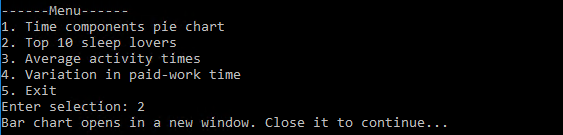 ------Menu------
1. Time components pie chart
2. Top 10 sleep lovers
3. Average activity times
4. Variation in paid-work time
5. Exit
Enter selection: 2
Bar chart opens in a new window. Close it to continue...